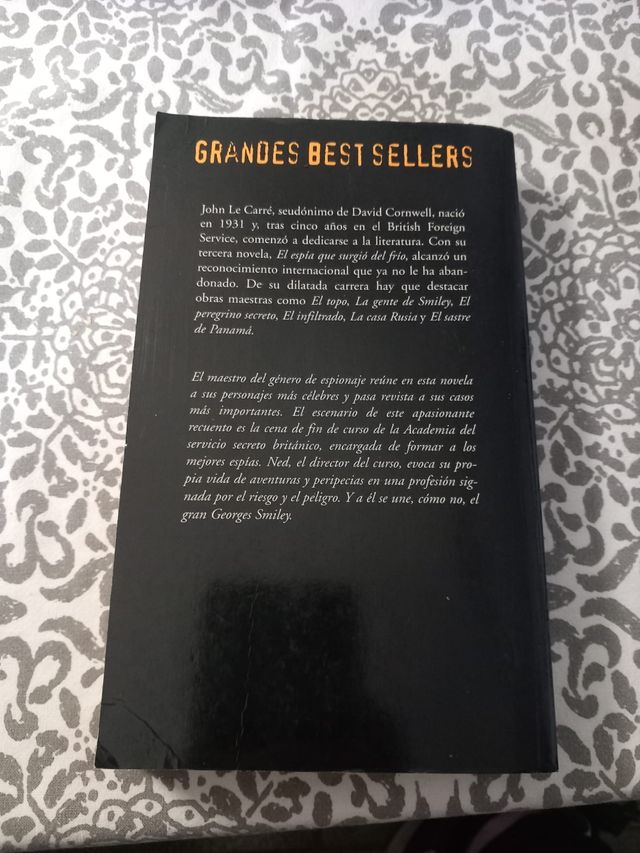 GRANDES BEST SELLERS
John Le Carré, seudónimo de David Cornwell, nació
en 1931 y, tras cinco años en el British Foreign
Service, comenzó a dedicarse a la literatura. Con su
tercera novela, El espía que surgió del frío, alcanzó un
reconocimiento internacional que ya no le ha aban-
donado. De su dilatada carrera hay que destacar
obras maestras como El topo, La gente de Smiley, El
peregrino secreto, El infiltrado, La casa Rusia y El sastre
de Panamá.
El maestro del género de espionaje reúne en esta novela
a sus personajes más célebres y pasa revista a sus casos
más importantes. El escenario de este apasionante
recuento es la cena de fin de curso de la Academia del
servicio secreto británico, encargada de formar a los
mejores espías. Ned, el director del curso, evoca su pro-
pia vida de aventuras y peripecias en una profesión sig-
nada por el riesgo y el peligro. Y a él se une, cómo no, el
gran Georges Smiley.